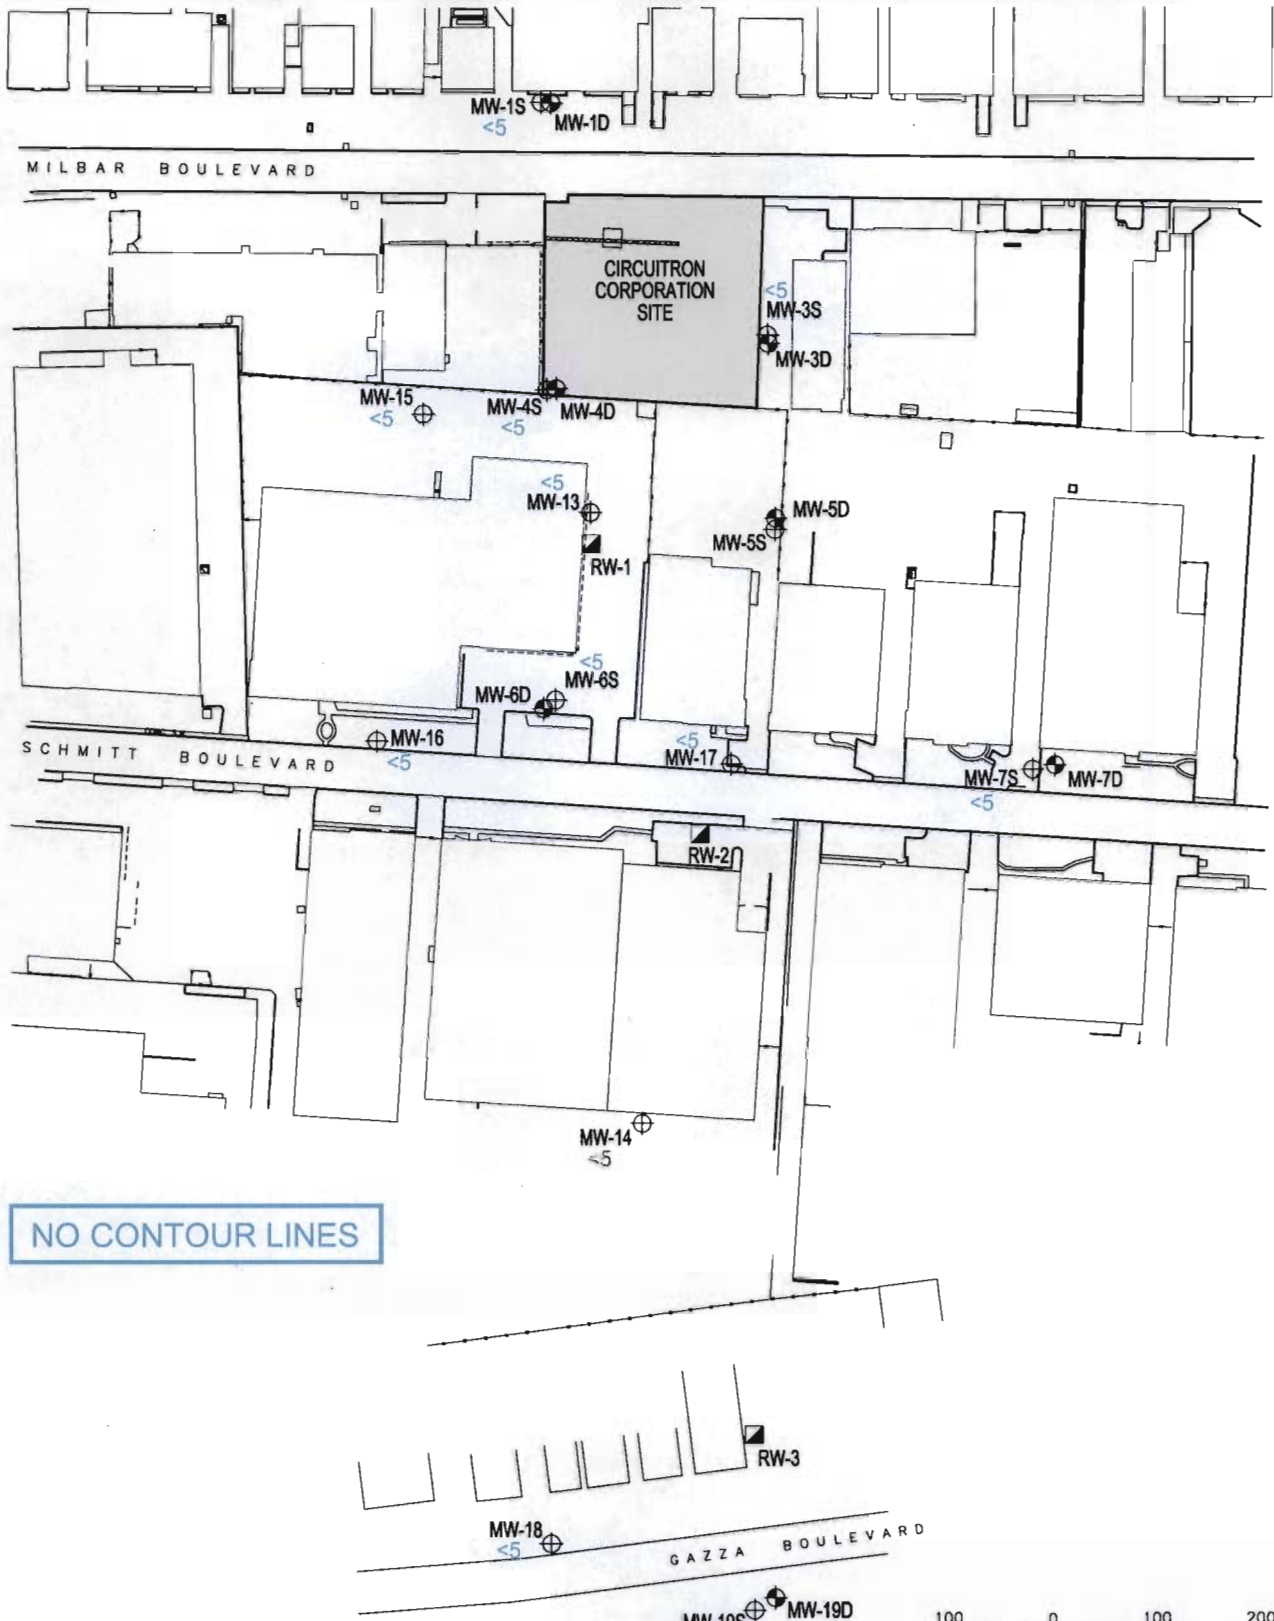 MW-1S
<5
MW-1D
MILBAR BOULEVARD
CIRCUITRON
CORPORATION
SITE
<5
MW-3S
MW-3D
MW-15
<5
MW-4S
<5
MW-4D
<5
MW-13
RW-1
MW-5D
MW-5S
<5
MW-6S
MW-6D
MW-16
<5
SCHMITT BOULEVARD
<5
MW-17
MW-7S
<5
MW-7D
RW-2
MW-14
<5
NO CONTOUR LINES
RW-3
MW-18
<5
GAZZA BOULEVARD
MW-19S
MW-19D
100 0 100 200